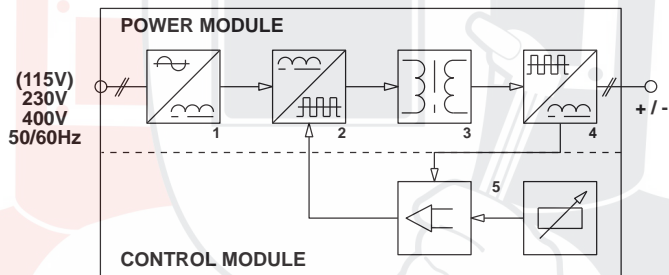 POWER MODULE
(115V)
230V
400V
50/60Hz
1
2
3
4
+ / -
5
CONTROL MODULE